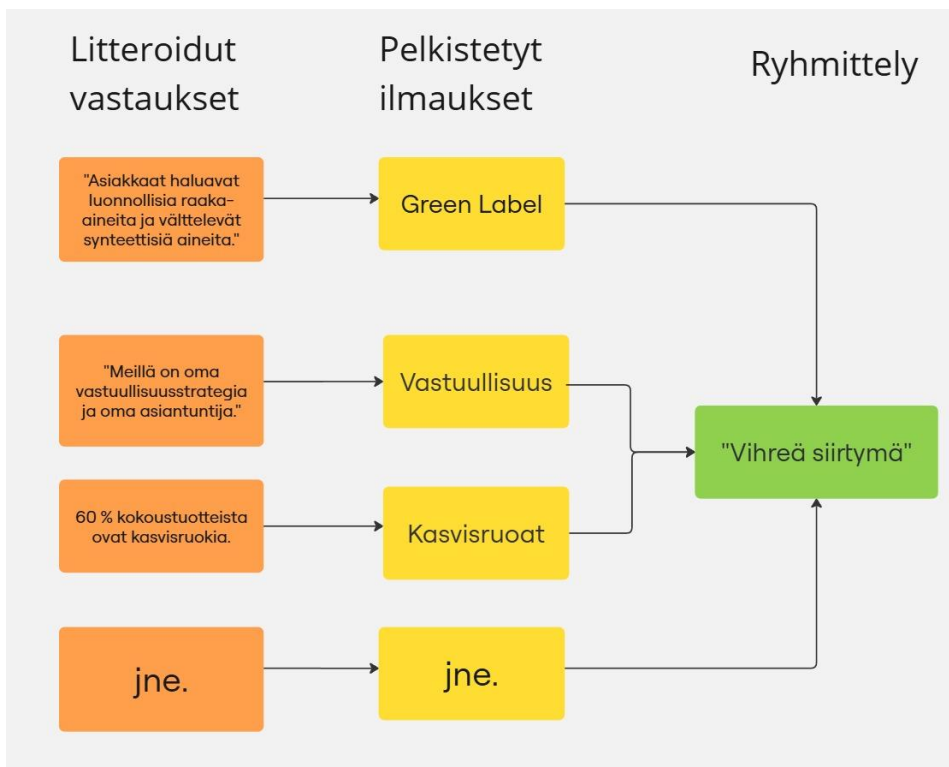 Litteroidut
vastaukset
Pelkistetyt
ilmaukset
Ryhmittely
"Asiakkaat haluavat
luonnollisia raaka-
aineita ja välttelevät
synteettisiä aineita."
Green Label
"Meillä on oma
vastuullisuusstrategia
ja oma asiantuntija."
Vastuullisuus
"Vihreä siirtymä"
60 % kokoustuotteista
ovat kasvisruokia.
Kasvisruoat
jne.
jne.